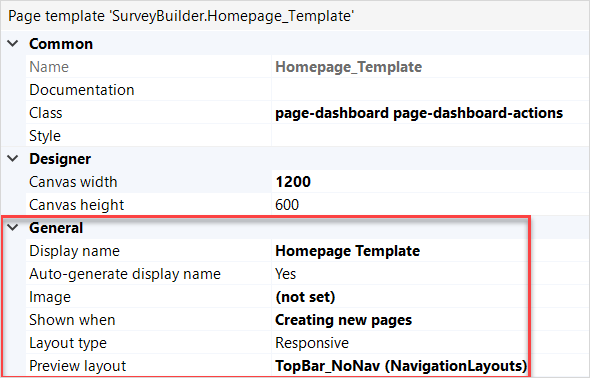 Page template 'SurveyBuilder.Homepage_Template'
Common
Name Homepage_Template
Documentation
Class page-dashboard page-dashboard-actions
Style
Designer
Canvas width 1200
Canvas height 600
General
Display name Homepage Template
Auto-generate display name Yes
Image (not set)
Shown when Creating new pages
Layout type Responsive
Preview layout TopBar_NoNav (NavigationLayouts)